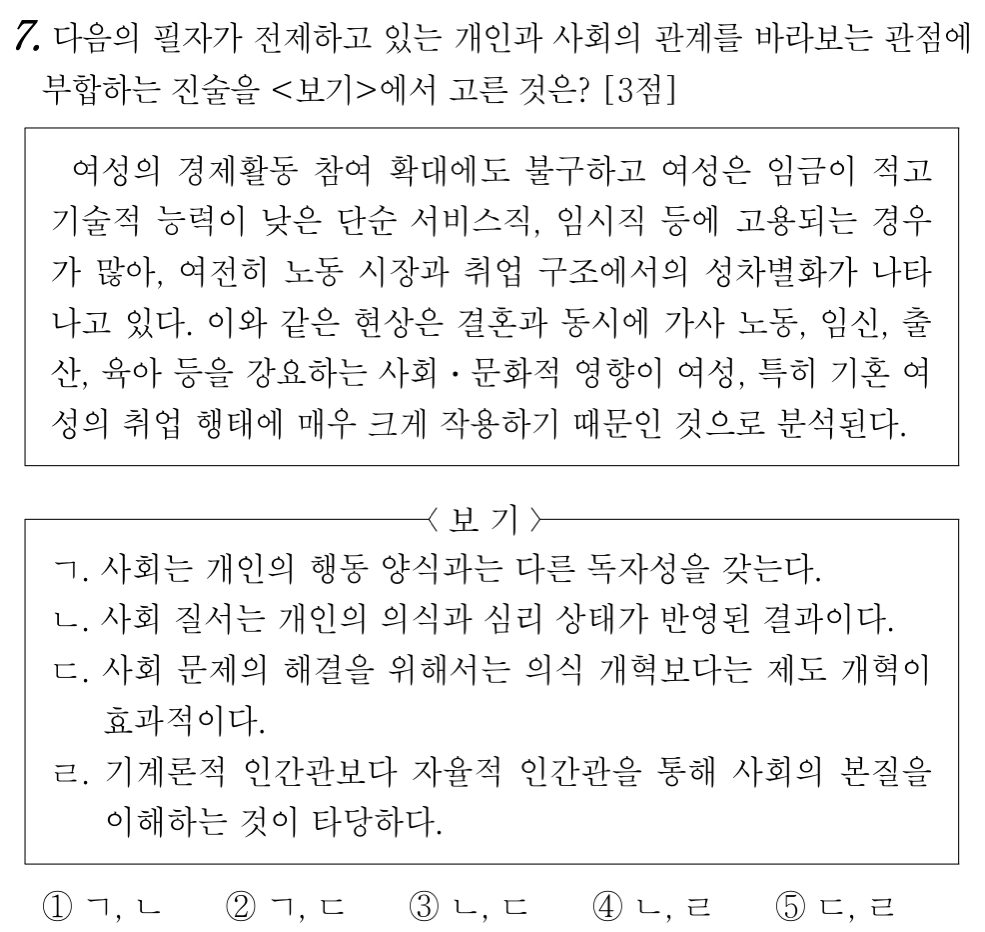 7. 다음의 필자가 전제하고 있는 개인과 사회의 관계를 바라보는 관점에
부합하는 진술을 <보기>에서 고른 것은? [3점]
여성의 경제활동 참여 확대에도 불구하고 여성은 임금이 적고
기술적 능력이 낮은 단순 서비스직, 임시직 등에 고용되는 경우
가 많아, 여전히 노동 시장과 취업 구조에서의 성차별화가 나타
나고 있다. 이와 같은 현상은 결혼과 동시에 가사 노동, 임신, 출
산, 육아 등을 강요하는 사회·문화적 영향이 여성, 특히 기혼 여
성의 취업 행태에 매우 크게 작용하기 때문인 것으로 분석된다.
〈보 기〉
ㄱ. 사회는 개인의 행동 양식과는 다른 독자성을 갖는다.
ㄴ. 사회 질서는 개인의 의식과 심리 상태가 반영된 결과이다.
ㄷ. 사회 문제의 해결을 위해서는 의식 개혁보다는 제도 개혁이
효과적이다.
ㄹ. 기계론적 인간관보다 자율적 인간관을 통해 사회의 본질을
이해하는 것이 타당하다.
① ㄱ, ㄴ ② ㄱ, ㄷ ③ ㄴ, ㄷ ④ ㄴ, ㄹ ⑤ ㄷ, ㄹ